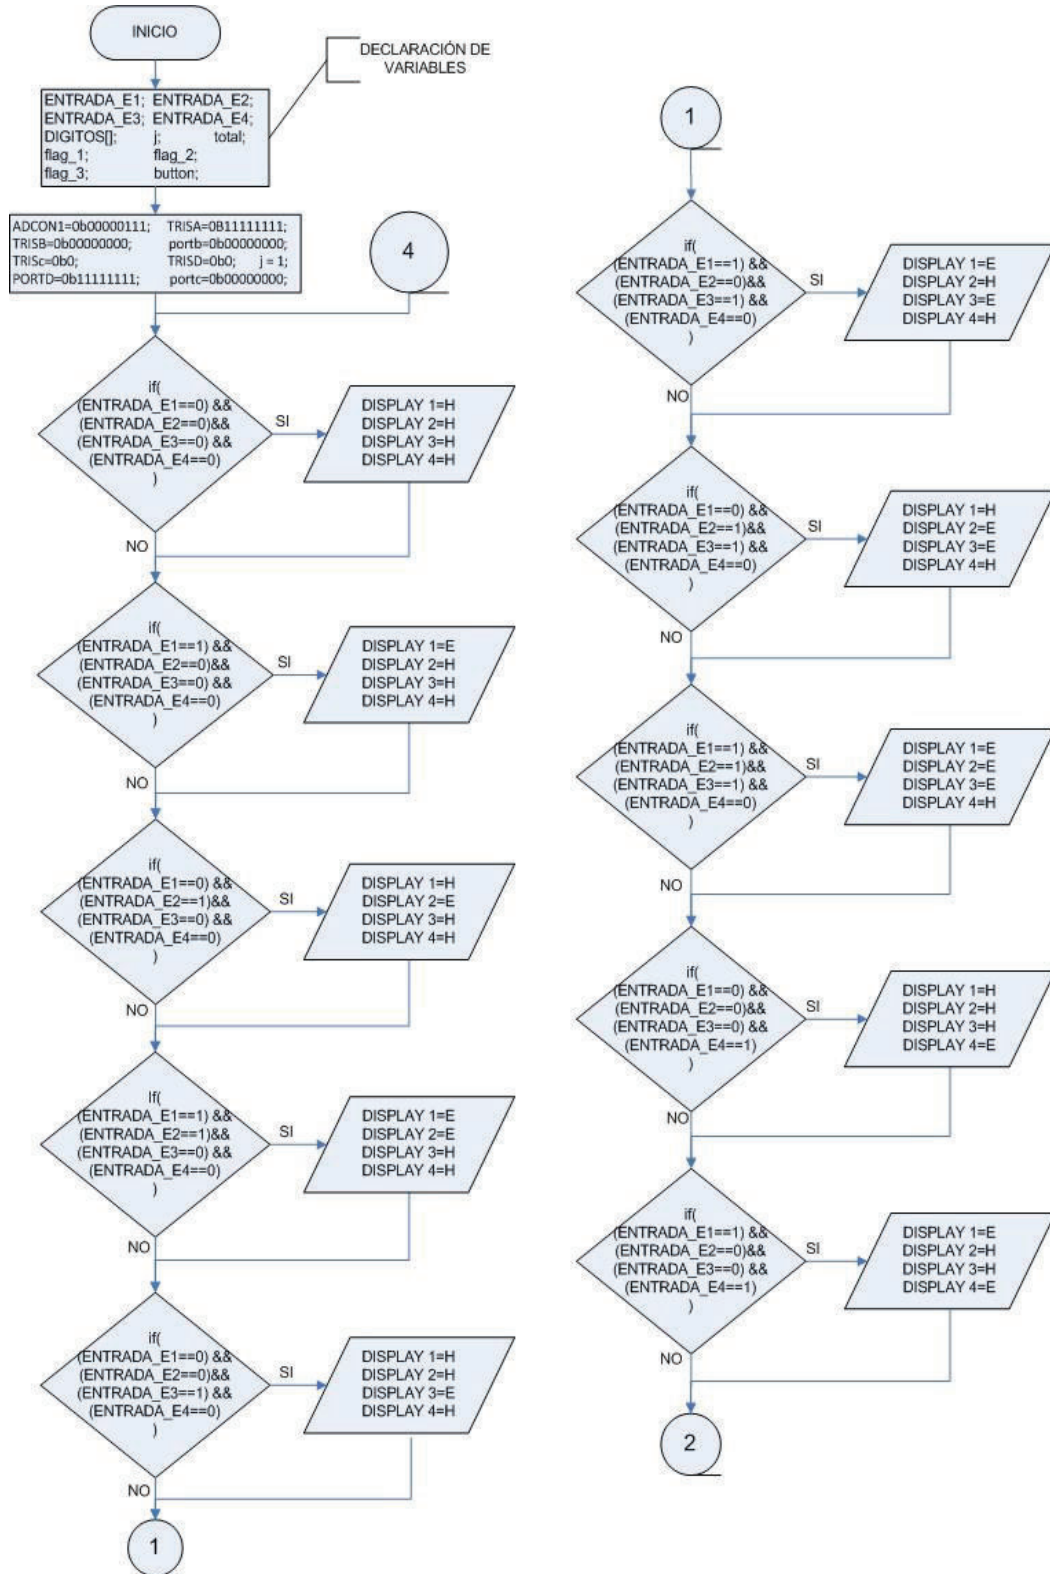 INICIO
DECLARACIÓN DE
VARIABLES
ENTRADA_E1; ENTRADA_E2;
ENTRADA_E3; ENTRADA_E4;
DIGITOS[]; j; total;
flag_1; flag_2;
flag_3; button;
ADCON1=0b00000111; TRISA=0B11111111;
TRISB=0b00000000; portb=0b00000000;
TRISc=0b0; TRISD=0b0; j = 1;
PORTD=0b11111111; portc=0b00000000;
4
if(
(ENTRADA_E1==0) &&
(ENTRADA_E2==0)&&
(ENTRADA_E3==0) &&
(ENTRADA_E4==0)
)
SI
DISPLAY 1=H
DISPLAY 2=H
DISPLAY 3=H
DISPLAY 4=H
NO
if(
(ENTRADA_E1==1) &&
(ENTRADA_E2==0)&&
(ENTRADA_E3==0) &&
(ENTRADA_E4==0)
)
SI
DISPLAY 1=E
DISPLAY 2=H
DISPLAY 3=H
DISPLAY 4=H
NO
if(
(ENTRADA_E1==0) &&
(ENTRADA_E2==1)&&
(ENTRADA_E3==0) &&
(ENTRADA_E4==0)
)
SI
DISPLAY 1=H
DISPLAY 2=E
DISPLAY 3=H
DISPLAY 4=H
NO
If(
(ENTRADA_E1==1) &&
(ENTRADA_E2==1)&&
(ENTRADA_E3==0) &&
(ENTRADA_E4==0)
)
SI
DISPLAY 1=E
DISPLAY 2=E
DISPLAY 3=H
DISPLAY 4=H
NO
if(
(ENTRADA_E1==0) &&
(ENTRADA_E2==0)&&
(ENTRADA_E3==1) &&
(ENTRADA_E4==0)
)
SI
DISPLAY 1=H
DISPLAY 2=H
DISPLAY 3=E
DISPLAY 4=H
NO
1
1
if(
(ENTRADA_E1==1) &&
(ENTRADA_E2==0)&&
(ENTRADA_E3==1) &&
(ENTRADA_E4==0)
)
SI
DISPLAY 1=E
DISPLAY 2=H
DISPLAY 3=E
DISPLAY 4=H
NO
if(
(ENTRADA_E1==0) &&
(ENTRADA_E2==1)&&
(ENTRADA_E3==1) &&
(ENTRADA_E4==0)
)
SI
DISPLAY 1=H
DISPLAY 2=E
DISPLAY 3=E
DISPLAY 4=H
NO
if(
(ENTRADA_E1==1) &&
(ENTRADA_E2==1)&&
(ENTRADA_E3==1) &&
(ENTRADA_E4==0)
)
SI
DISPLAY 1=E
DISPLAY 2=E
DISPLAY 3=E
DISPLAY 4=H
NO
if(
(ENTRADA_E1==0) &&
(ENTRADA_E2==0)&&
(ENTRADA_E3==0) &&
(ENTRADA_E4==1)
)
SI
DISPLAY 1=H
DISPLAY 2=H
DISPLAY 3=H
DISPLAY 4=E
NO
if(
(ENTRADA_E1==1) &&
(ENTRADA_E2==0)&&
(ENTRADA_E3==0) &&
(ENTRADA_E4==1)
)
SI
DISPLAY 1=E
DISPLAY 2=H
DISPLAY 3=H
DISPLAY 4=E
NO
2